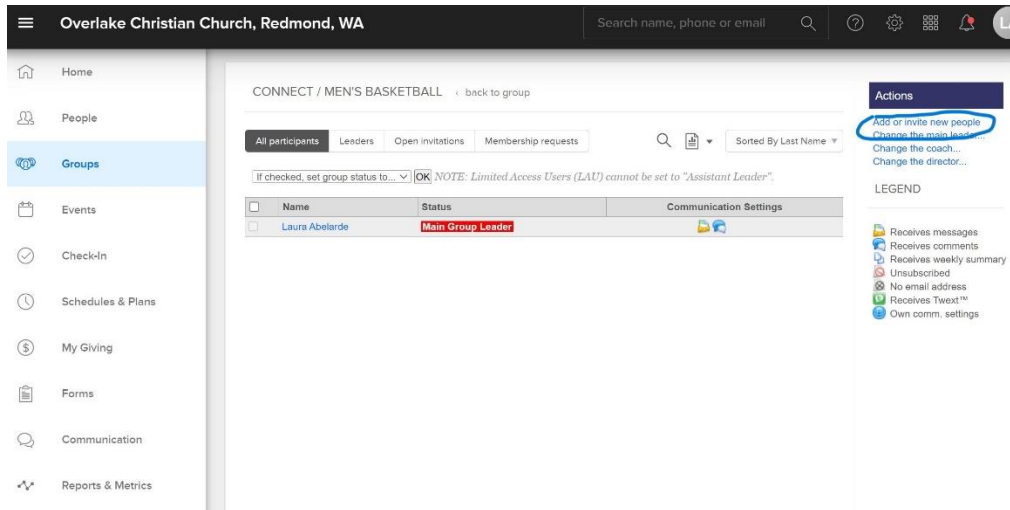 Overlake Christian Church, Redmond, WA
Search name, phone or email
Home
People
Groups
Events
Check-In
Schedules & Plans
My Giving
Forms
Communication
Reports & Metrics
CONNECT / MEN'S BASKETBALL ‹ back to group
All participants Leaders Open invitations Membership requests
Sorted By Last Name
If checked, set group status to... OK NOTE: Limited Access Users (LAU) cannot be set to "Assistant Leader".
Name Status Communication Settings
Laura Abelarde Main Group Leader
Actions
Add or invite new people
Change the main leader...
Change the coach...
Change the director...
LEGEND
Receives messages
Receives comments
Receives weekly summary
Unsubscribed
No email address
Receives Twext™
Own comm. settings